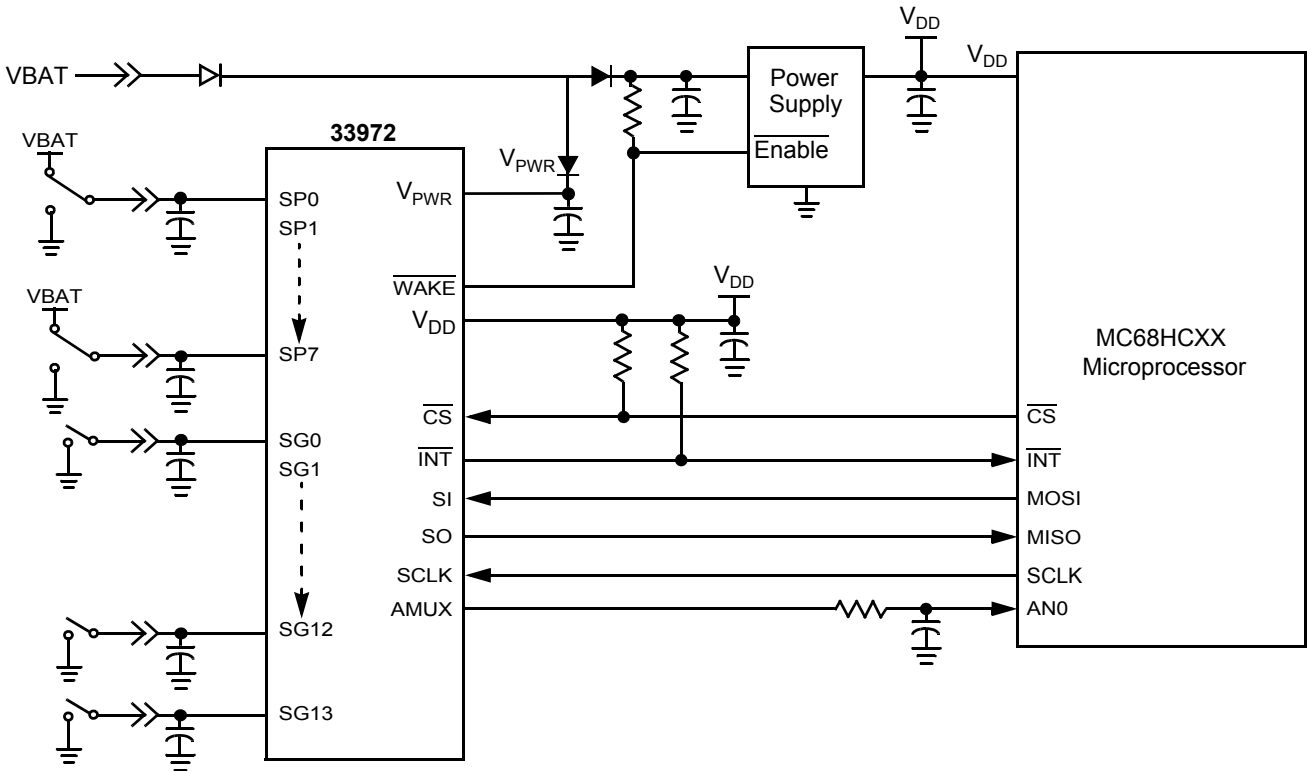 VBAT
33972
VBAT
SP0
SP1
VBAT
SP7
SG0
SG1
SG12
SG13
VPWR
VPWR
WAKE
VDD
CS
INT
SI
SO
SCLK
AMUX
Power
Supply
Enable
VDD
VDD
VDD
MC68HCXX
Microprocessor
CS
INT
MOSI
MISO
SCLK
AN0